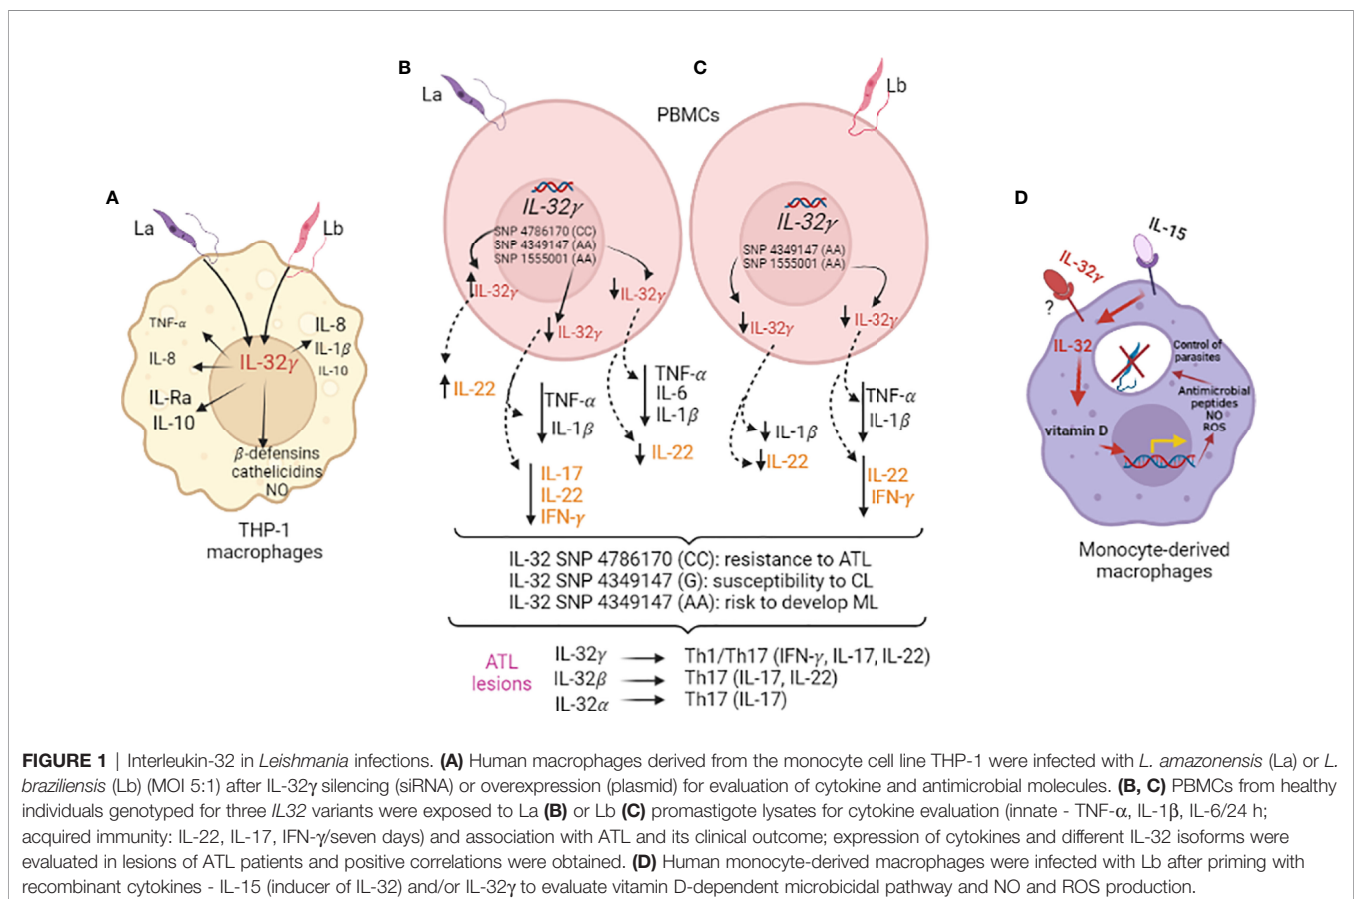 A
La
Lb
TNF-α
IL-8
IL-Ra
IL-10
IL-32γ
IL-8
IL-1β
IL-10
β-defensins
cathelicidins
NO
THP-1
macrophages
B
La
PBMCs
IL-32γ
SNP 4786170 (CC)
SNP 4349147 (AA)
SNP 1555001 (AA)
IL-32γ
IL-32γ
IL-32γ
IL-22
TNF-α
IL-1β
IL-17
IL-22
IFN-γ
TNF-α
IL-6
IL-1β
IL-22
C
Lb
IL-32γ
SNP 4349147 (AA)
SNP 1555001 (AA)
IL-32γ
IL-32γ
IL-1β
IL-22
TNF-α
IL-1β
IL-22
IFN-γ
IL-32 SNP 4786170 (CC): resistance to ATL
IL-32 SNP 4349147 (G): susceptibility to CL
IL-32 SNP 4349147 (AA): risk to develop ML
ATL
lesions
IL-32γ Th1/Th17 (IFN-γ, IL-17, IL-22)
IL-32β Th17 (IL-17, IL-22)
IL-32α Th17 (IL-17)
D
IL-15
IL-32γ
?
IL-32
Control of
parasites
Antimicrobial
peptides
NO
ROS
vitamin D
Monocyte-derived
macrophages
FIGURE 1 | Interleukin-32 in Leishmania infections. (A) Human macrophages derived from the monocyte cell line THP-1 were infected with L. amazonensis (La) or L.
braziliensis (Lb) (MOI 5:1) after IL-32γ silencing (siRNA) or overexpression (plasmid) for evaluation of cytokine and antimicrobial molecules. (B, C) PBMCs from healthy
individuals genotyped for three IL32 variants were exposed to La (B) or Lb (C) promastigote lysates for cytokine evaluation (innate - TNF-α, IL-1β, IL-6/24 h;
acquired immunity: IL-22, IL-17, IFN-γ/seven days) and association with ATL and its clinical outcome; expression of cytokines and different IL-32 isoforms were
evaluated in lesions of ATL patients and positive correlations were obtained. (D) Human monocyte-derived macrophages were infected with Lb after priming with
recombinant cytokines - IL-15 (inducer of IL-32) and/or IL-32γ to evaluate vitamin D-dependent microbicidal pathway and NO and ROS production.